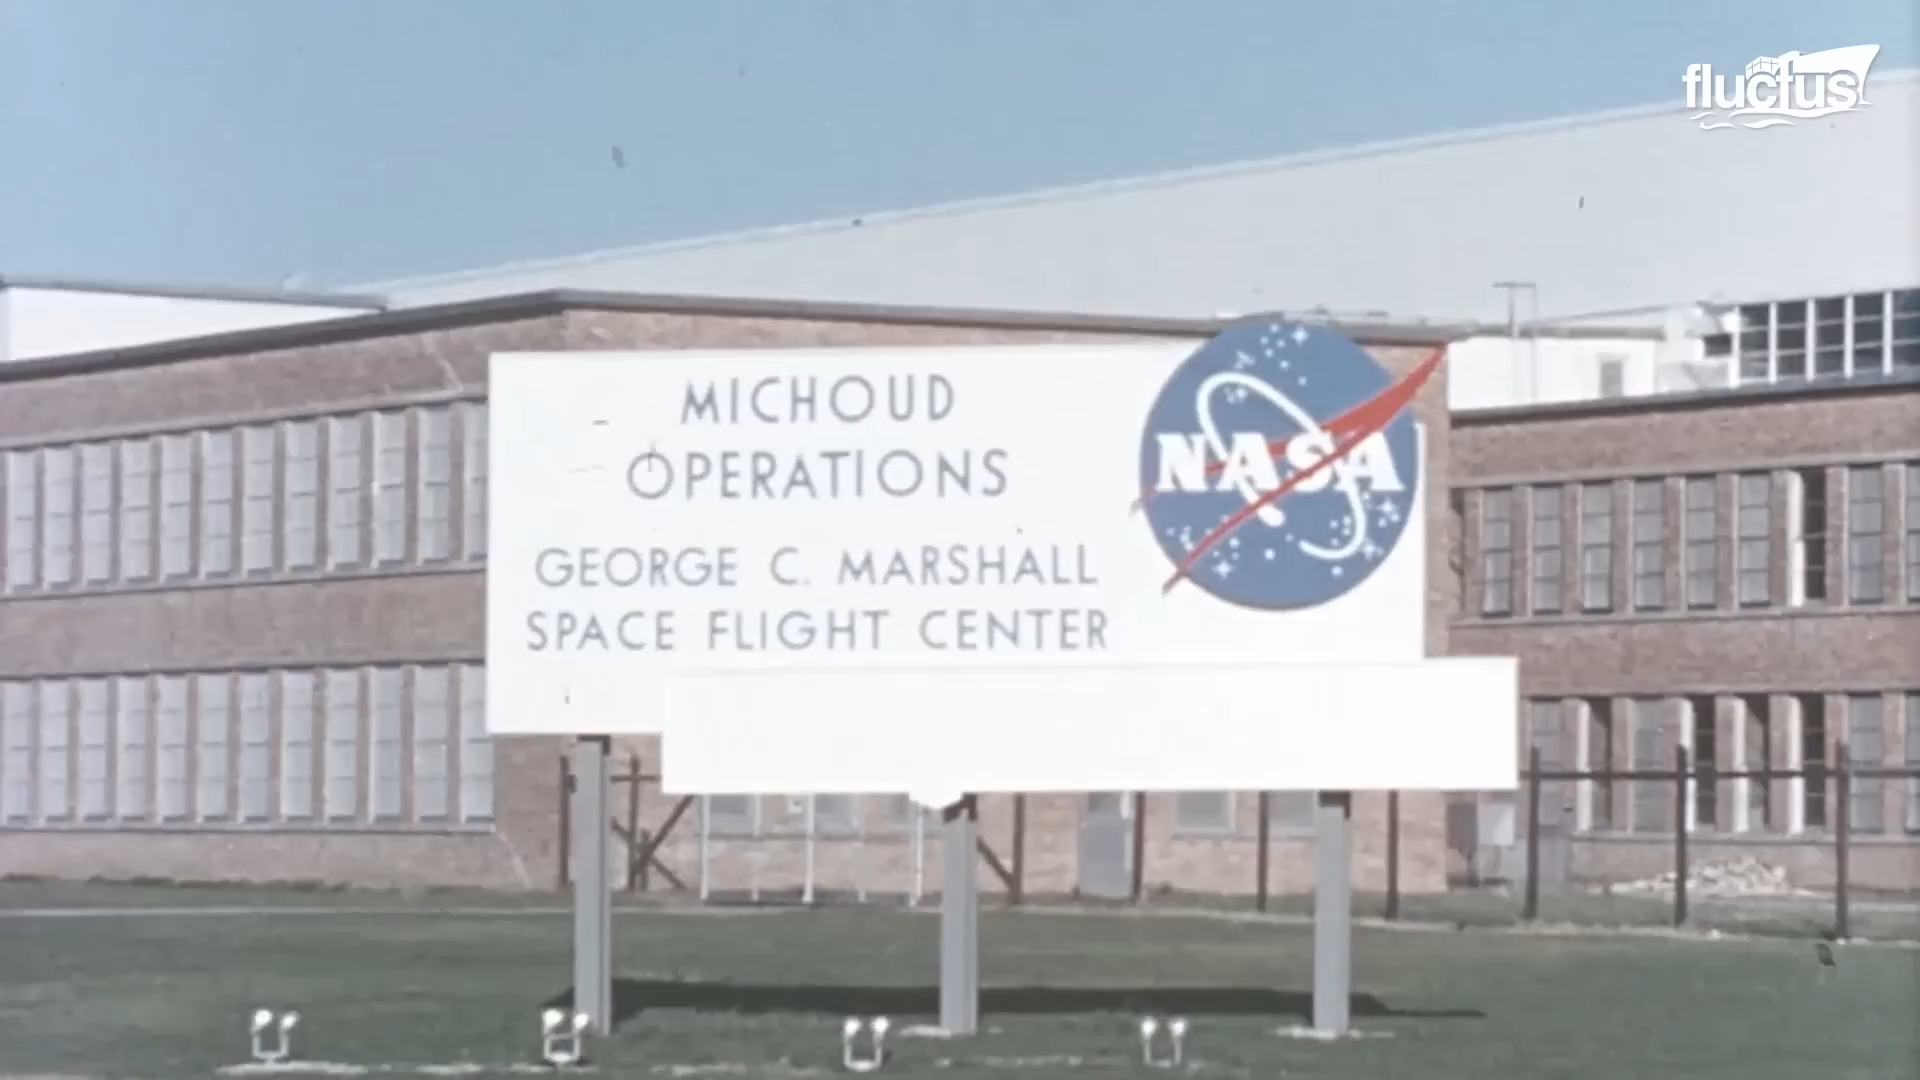 fluctus
MICHOUD
OPERATIONS
NASA
GEORGE C. MARSHALL
SPACE FLIGHT CENTER